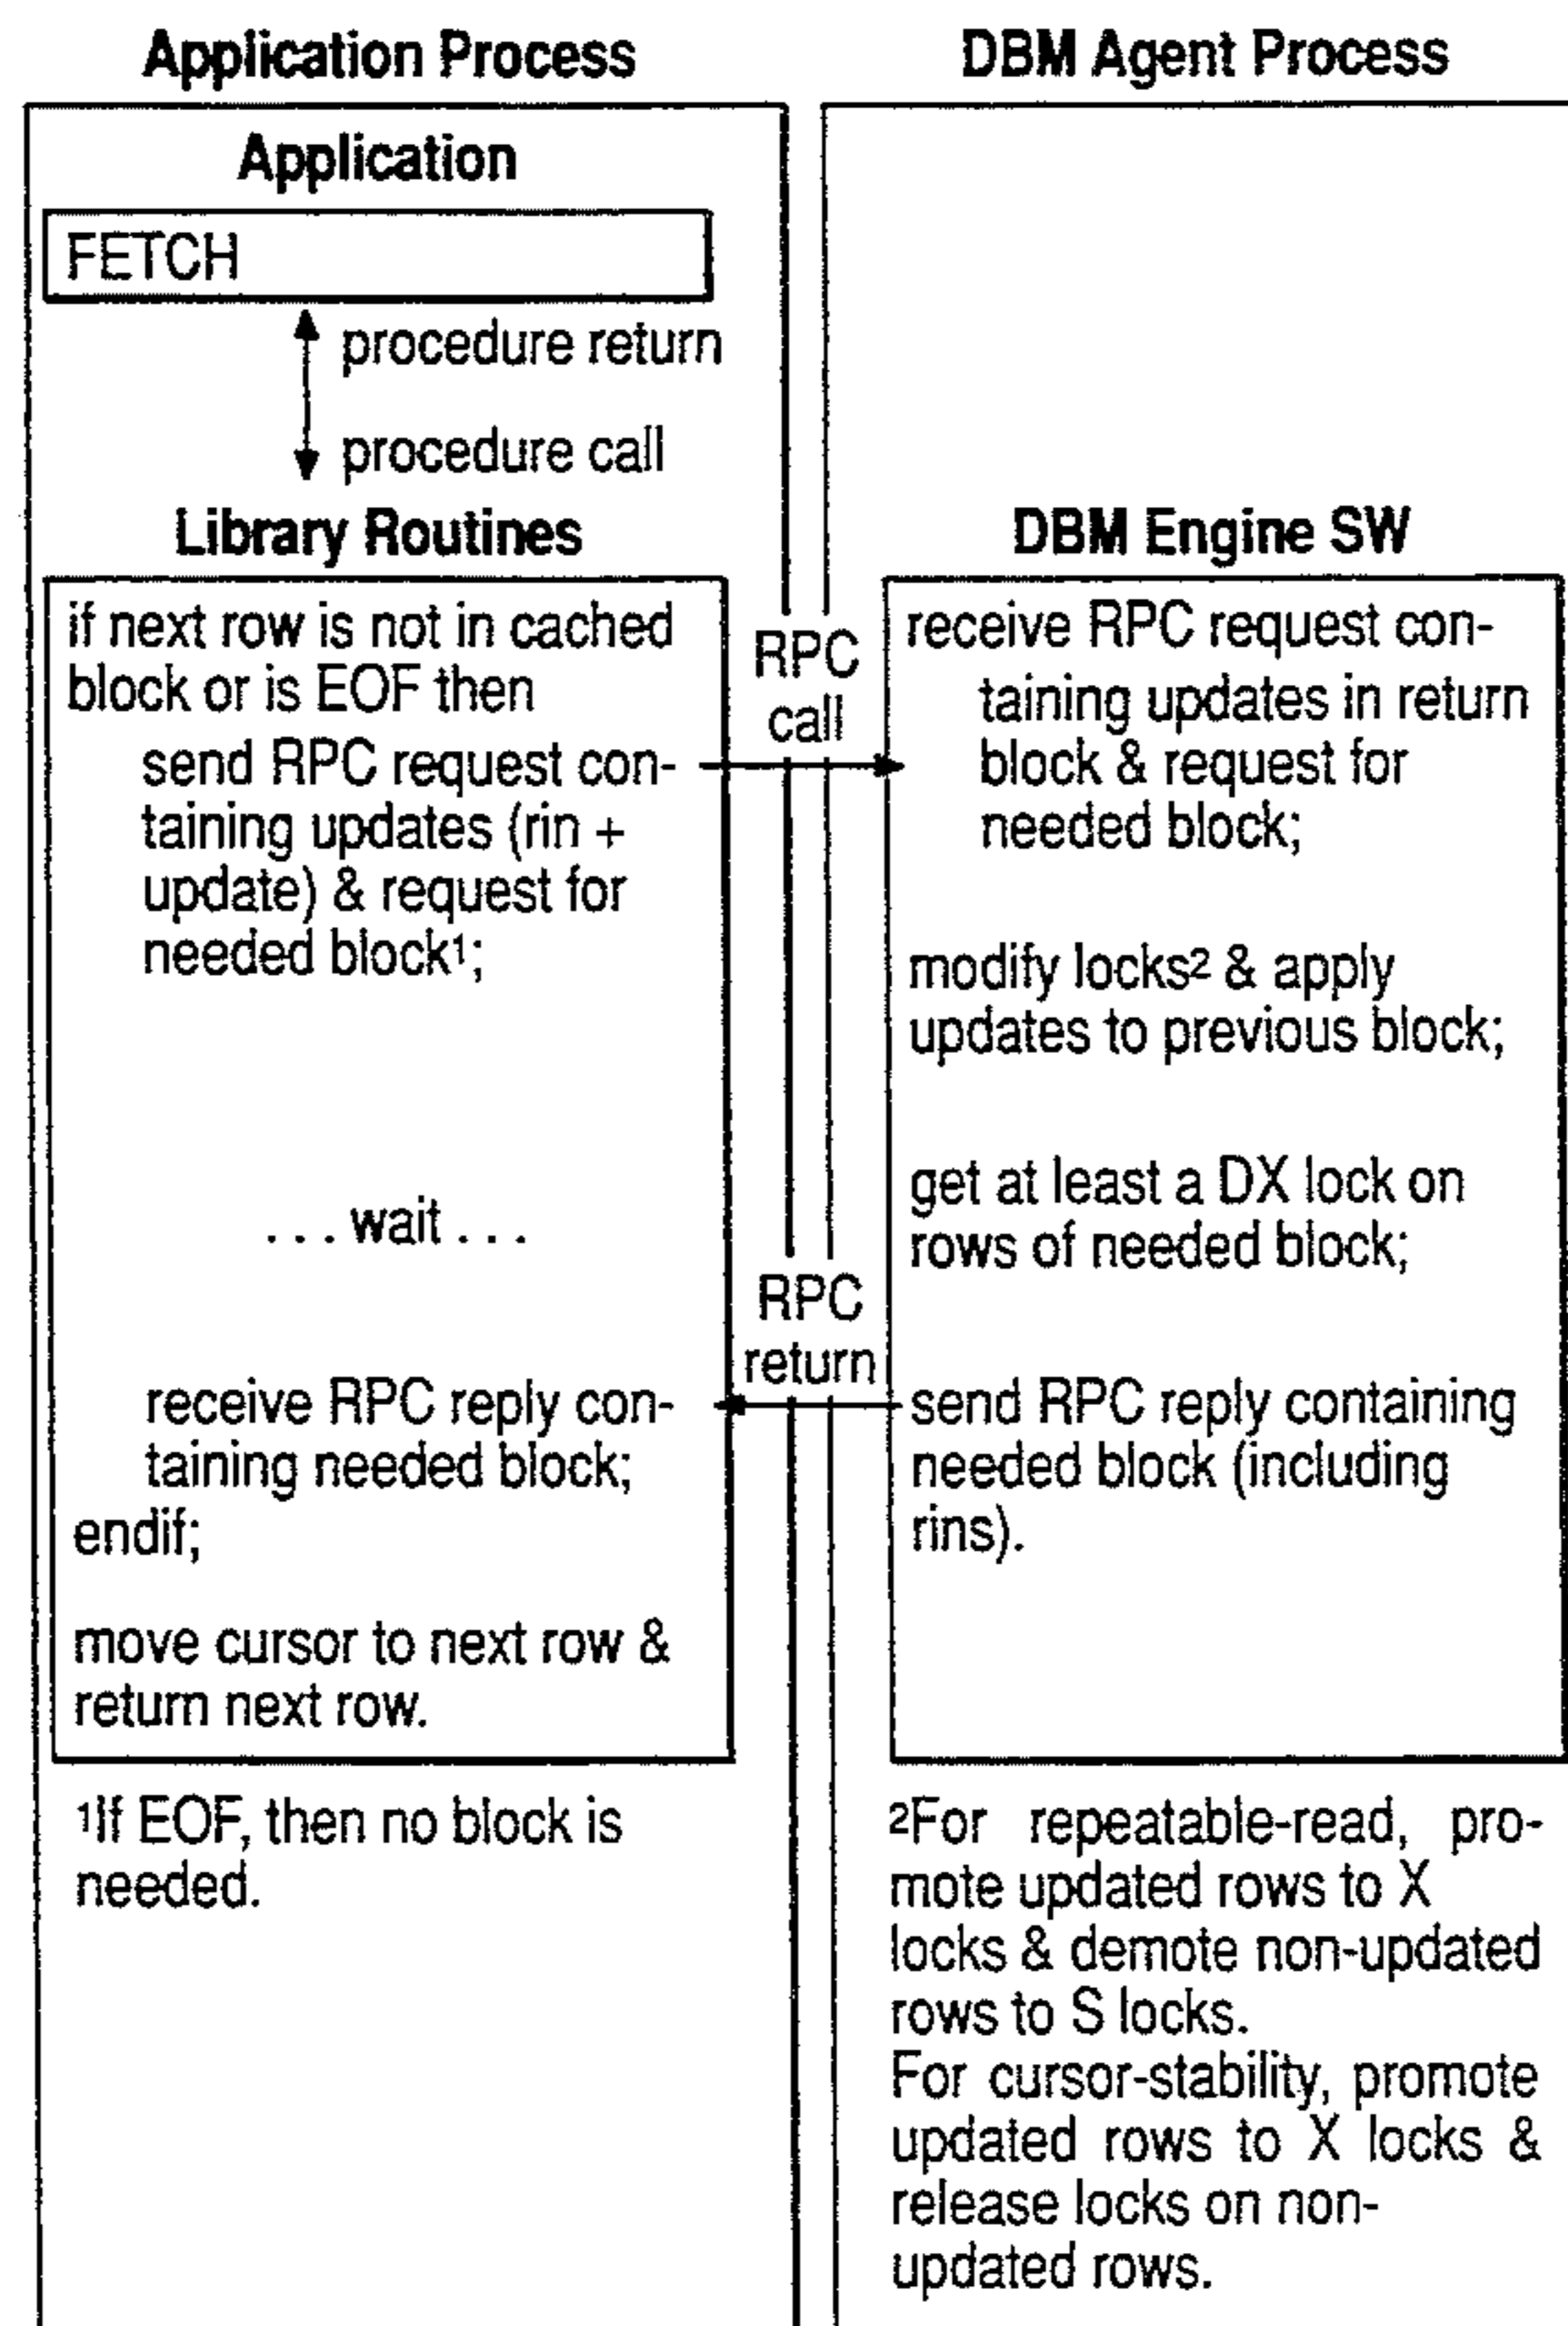 Application Process
DBM Agent Process
Application
FETCH
procedure return
procedure call
Library Routines
if next row is not in cached
block or is EOF then
send RPC request con-
taining updates (rin +
update) & request for
needed block1;
... wait ...
receive RPC reply con-
taining needed block;
endif;
move cursor to next row &
return next row.
1If EOF, then no block is
needed.
RPC
call
RPC
return
DBM Engine SW
receive RPC request con-
taining updates in return
block & request for
needed block;
modify locks2 & apply
updates to previous block;
get at least a DX lock on
rows of needed block;
send RPC reply containing
needed block (including
rins).
2For repeatable-read, pro-
mote updated rows to X
locks & demote non-updated
rows to S locks.
For cursor-stability, promote
updated rows to X locks &
release locks on non-
updated rows.